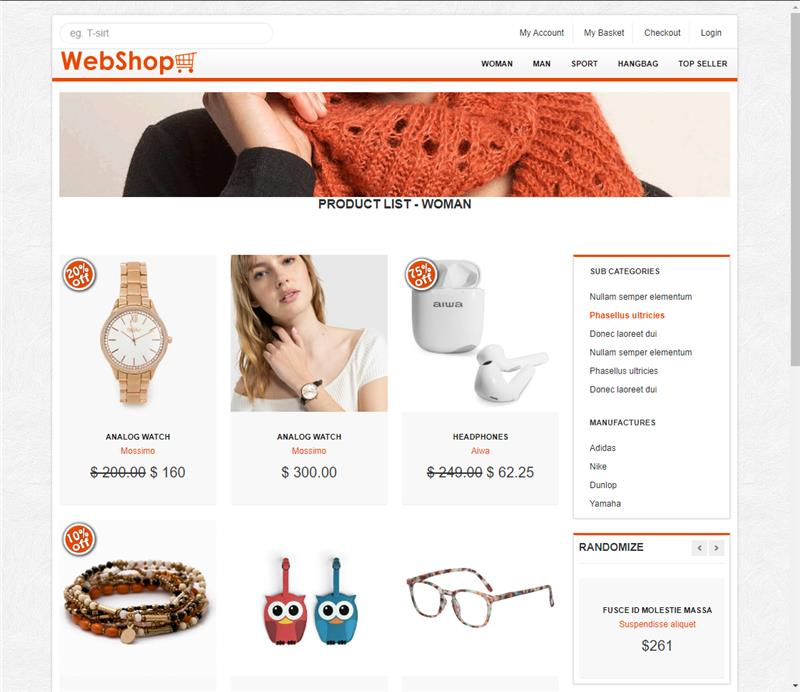 eg. T-sirt
My Account
My Basket
Checkout
Login
WebShop
WOMAN
MAN
SPORT
HANGBAG
TOP SELLER
PRODUCT LIST - WOMAN
20%
off
ANALOG WATCH
Mossimo
$ 200.00 $ 160
ANALOG WATCH
Mossimo
$ 300.00
75%
off
aiwa
HEADPHONES
Aiwa
$ 249.00 $ 62.25
SUB CATEGORIES
Nullam semper elementum
Phasellus ultricies
Donec laoreet dui
Nullam semper elementum
Phasellus ultricies
Donec laoreet dui
MANUFACTURES
Adidas
Nike
Dunlop
Yamaha
10%
off
RANDOMIZE
FUSCE ID MOLESTIE MASSA
Suspendisse aliquet
$261